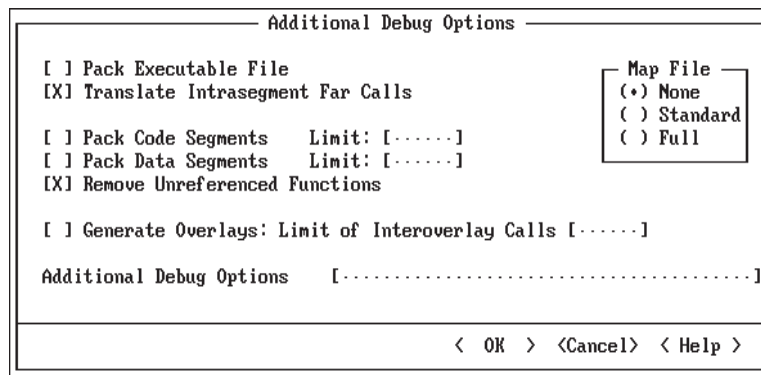 Additional Debug Options
[ ] Pack Executable File
[X] Translate Intrasegment Far Calls
Map File
(•) None
( ) Standard
( ) Full
[ ] Pack Code Segments Limit: [······]
[ ] Pack Data Segments Limit: [······]
[X] Remove Unreferenced Functions
[ ] Generate Overlays: Limit of Interoverlay Calls [······]
Additional Debug Options [········································]
< OK > <Cancel> < Help >